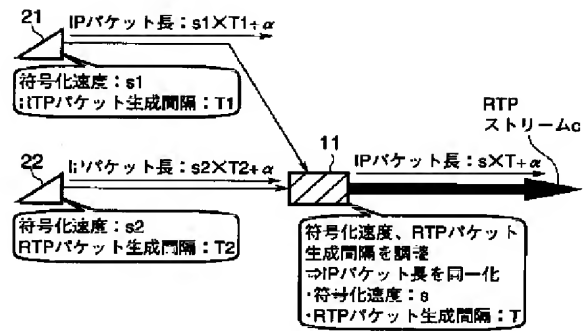 21
IPパケット長：s1×T1+α
符号化速度：s1
RTPパケット生成間隔：T1
RTP
ストリームc
22
IPパケット長：s2×T2+α
11
IPパケット長：s×T+α
符号化速度：s2
RTPパケット生成間隔：T2
符号化速度、RTPパケット
生成間隔を調整
⇒IPパケット長を同一化
・符号化速度：s
・RTPパケット生成間隔：T